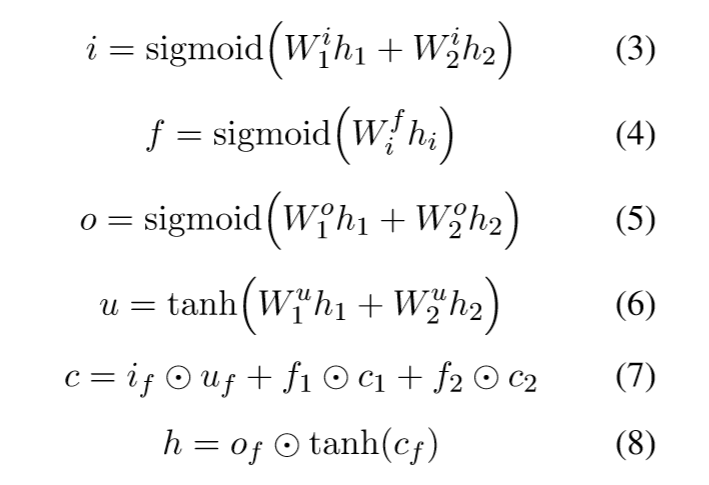 i = sigmoid(W_1^i h_1 + W_2^i h_2) (3)
f = sigmoid(W_i^f h_i) (4)
o = sigmoid(W_1^o h_1 + W_2^o h_2) (5)
u = tanh(W_1^u h_1 + W_2^u h_2) (6)
c = i_f ⊙ u_f + f_1 ⊙ c_1 + f_2 ⊙ c_2 (7)
h = o_f ⊙ tanh(c_f) (8)